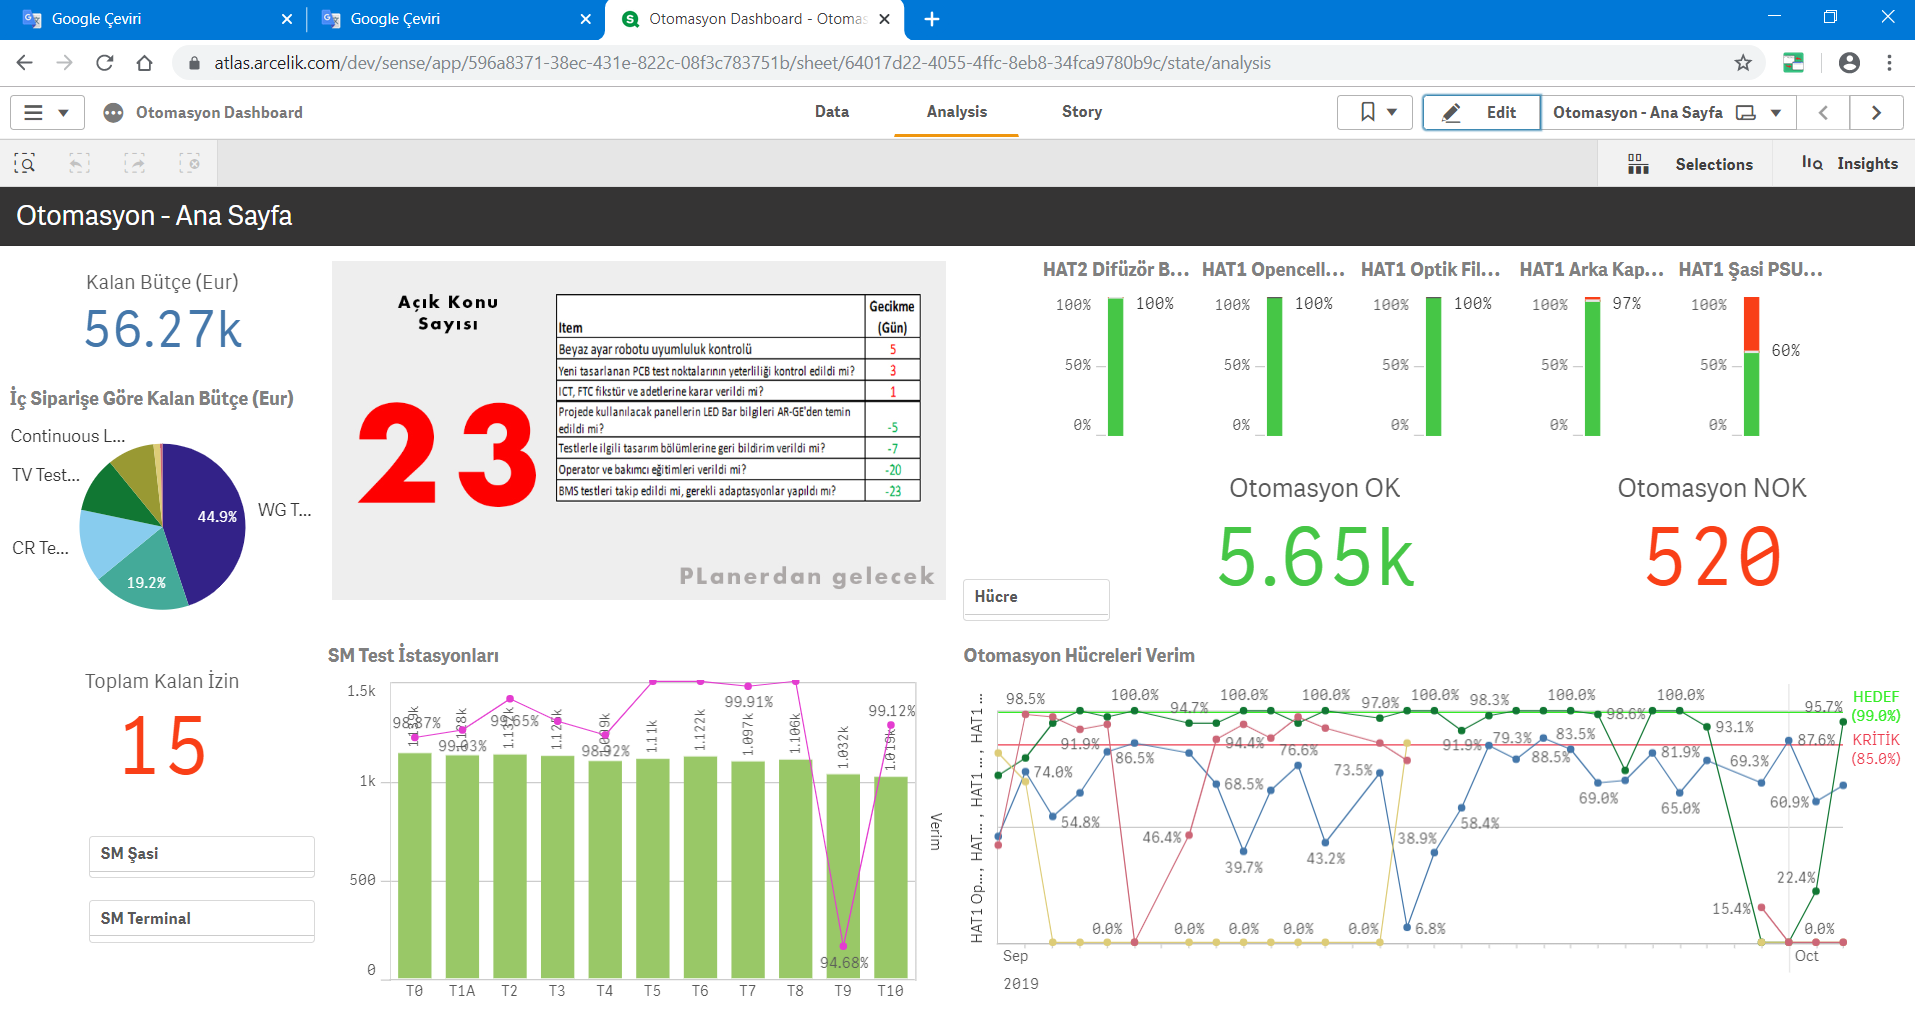 Google Çeviri
Google Çeviri
Otomasyon Dashboard - Otomas
atlas.arcelik.com/dev/sense/app/596a8371-38ec-431e-822c-08f3c783751b/sheet/64017d22-4055-4ffc-8eb8-34fca9780b9c/state/analysis
Otomasyon Dashboard
Data
Analysis
Story
Edit
Otomasyon - Ana Sayfa
Selections
Insights
Otomasyon - Ana Sayfa
Kalan Bütçe (Eur)
56.27k
İç Siparişe Göre Kalan Bütçe (Eur)
Continuous L...
TV Test...
CR Te...
WG T...
44.9%
19.2%
Toplam Kalan İzin
15
SM Şasi
SM Terminal
Açık Konu
Sayısı
23
Item
Gecikme
(Gün)
Beyaz ayar robotu uyumluluk kontrolü 5
Yeni tasarlanan PCB test noktalarının yeterliliği kontrol edildi mi? 3
ICT, FTC fikstür ve adetlerine karar verildi mi? 1
Projede kullanılacak panellerin LED Bar bilgileri AR-GE'den temin
edildi mi? -5
Testlerle ilgili tasarım bölümlerine geri bildirim verildi mi? -7
Operator ve bakımcı eğitimleri verildi mi? -20
BMS testleri takip edildi mi, gerekli adaptasyonlar yapıldı mı? -23
PLanerdan gelecek
HAT2 Difüzör B... HAT1 Opencell... HAT1 Optik Fil... HAT1 Arka Kap... HAT1 Şasi PSU...
100% 100% 100% 100% 100% 100% 100% 97% 100%
60%
50% 50% 50% 50% 50%
0% 0% 0% 0% 0%
Otomasyon OK
5.65k
Otomasyon NOK
520
Hücre
SM Test İstasyonları
1.5k
1k
500
0
98.87%
99.03%
99.65%
98.92%
99.91%
94.68%
99.12%
1.137k
1.125k
1.11k
1.122k
1.097k
1.106k
1.032k
1.019k
T0 T1A T2 T3 T4 T5 T6 T7 T8 T9 T10
Verim
Otomasyon Hücreleri Verim
HAT1 Op..., HAT... , HAT1 ... , HAT1 ...
98.5% 100.0% 94.7% 100.0% 100.0% 97.0% 100.0% 98.3% 100.0% 98.6% 100.0% 93.1% 95.7%
HEDEF
(99.0%)
KRİTİK
(85.0%)
91.9% 94.4% 76.6% 91.9% 79.3% 83.5% 87.6%
74.0% 86.5% 68.5% 73.5% 88.5% 81.9% 69.3%
54.8% 46.4% 39.7% 43.2% 38.9% 58.4% 69.0% 65.0% 60.9%
22.4%
15.4%
0.0% 0.0% 0.0% 0.0% 0.0% 6.8% 0.0%
Sep
Oct
2019